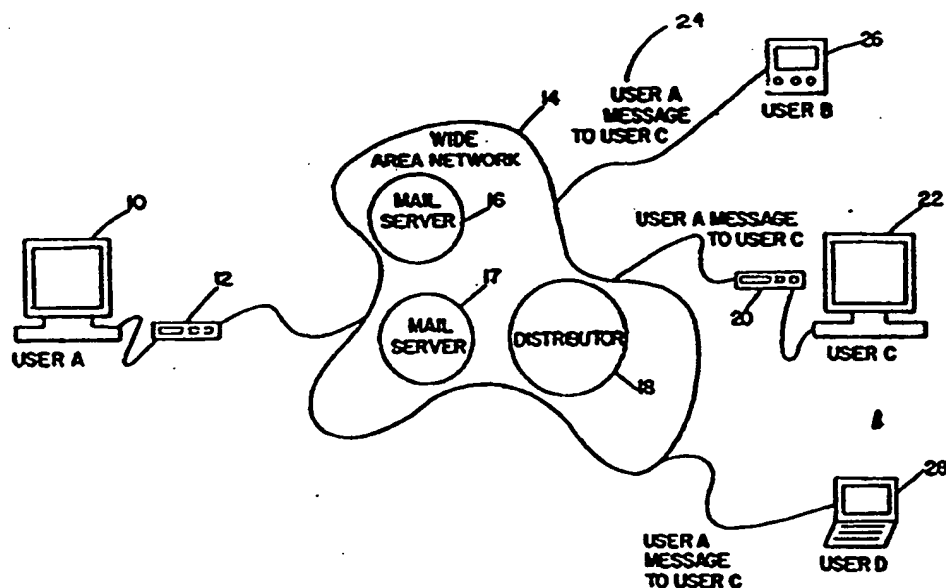 24
26
USER A
MESSAGE
TO USER C
USER B
14
WIDE
AREA NETWORK
10
MAIL
SERVER
16
USER A MESSAGE
TO USER C
22
12
17
MAIL
SERVER
DISTRIBUTOR
20
USER A
USER C
18
28
USER A
MESSAGE
TO USER C
USER D